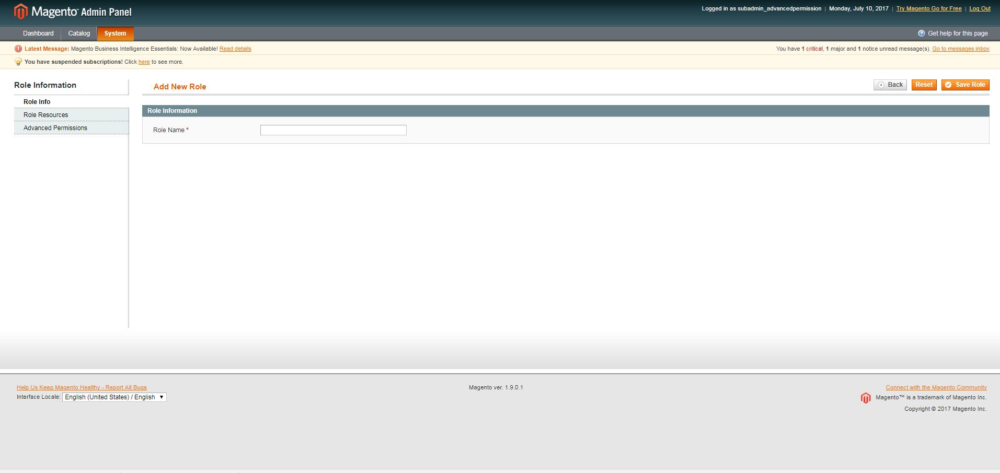 Magento™ Admin Panel
Logged in as subadmin_advancedpermission | Monday, July 10, 2017 | Try Magento Go for Free | Log Out
Dashboard Catalog System Get help for this page
Latest Message: Magento Business Intelligence Essentials: Now Available! Read details You have 1 critical, 1 major and 1 notice unread message(s). Go to messages inbox
You have suspended subscriptions! Click here to see more.
Role Information
Role Info
Role Resources
Advanced Permissions
Add New Role Back Reset Save Role
Role Information
Role Name *
Help Us Keep Magento Healthy - Report All Bugs
Interface Locale: English (United States) / English
Magento ver. 1.9.0.1
Connect with the Magento Community
Magento™ is a trademark of Magento Inc.
Copyright © 2017 Magento Inc.